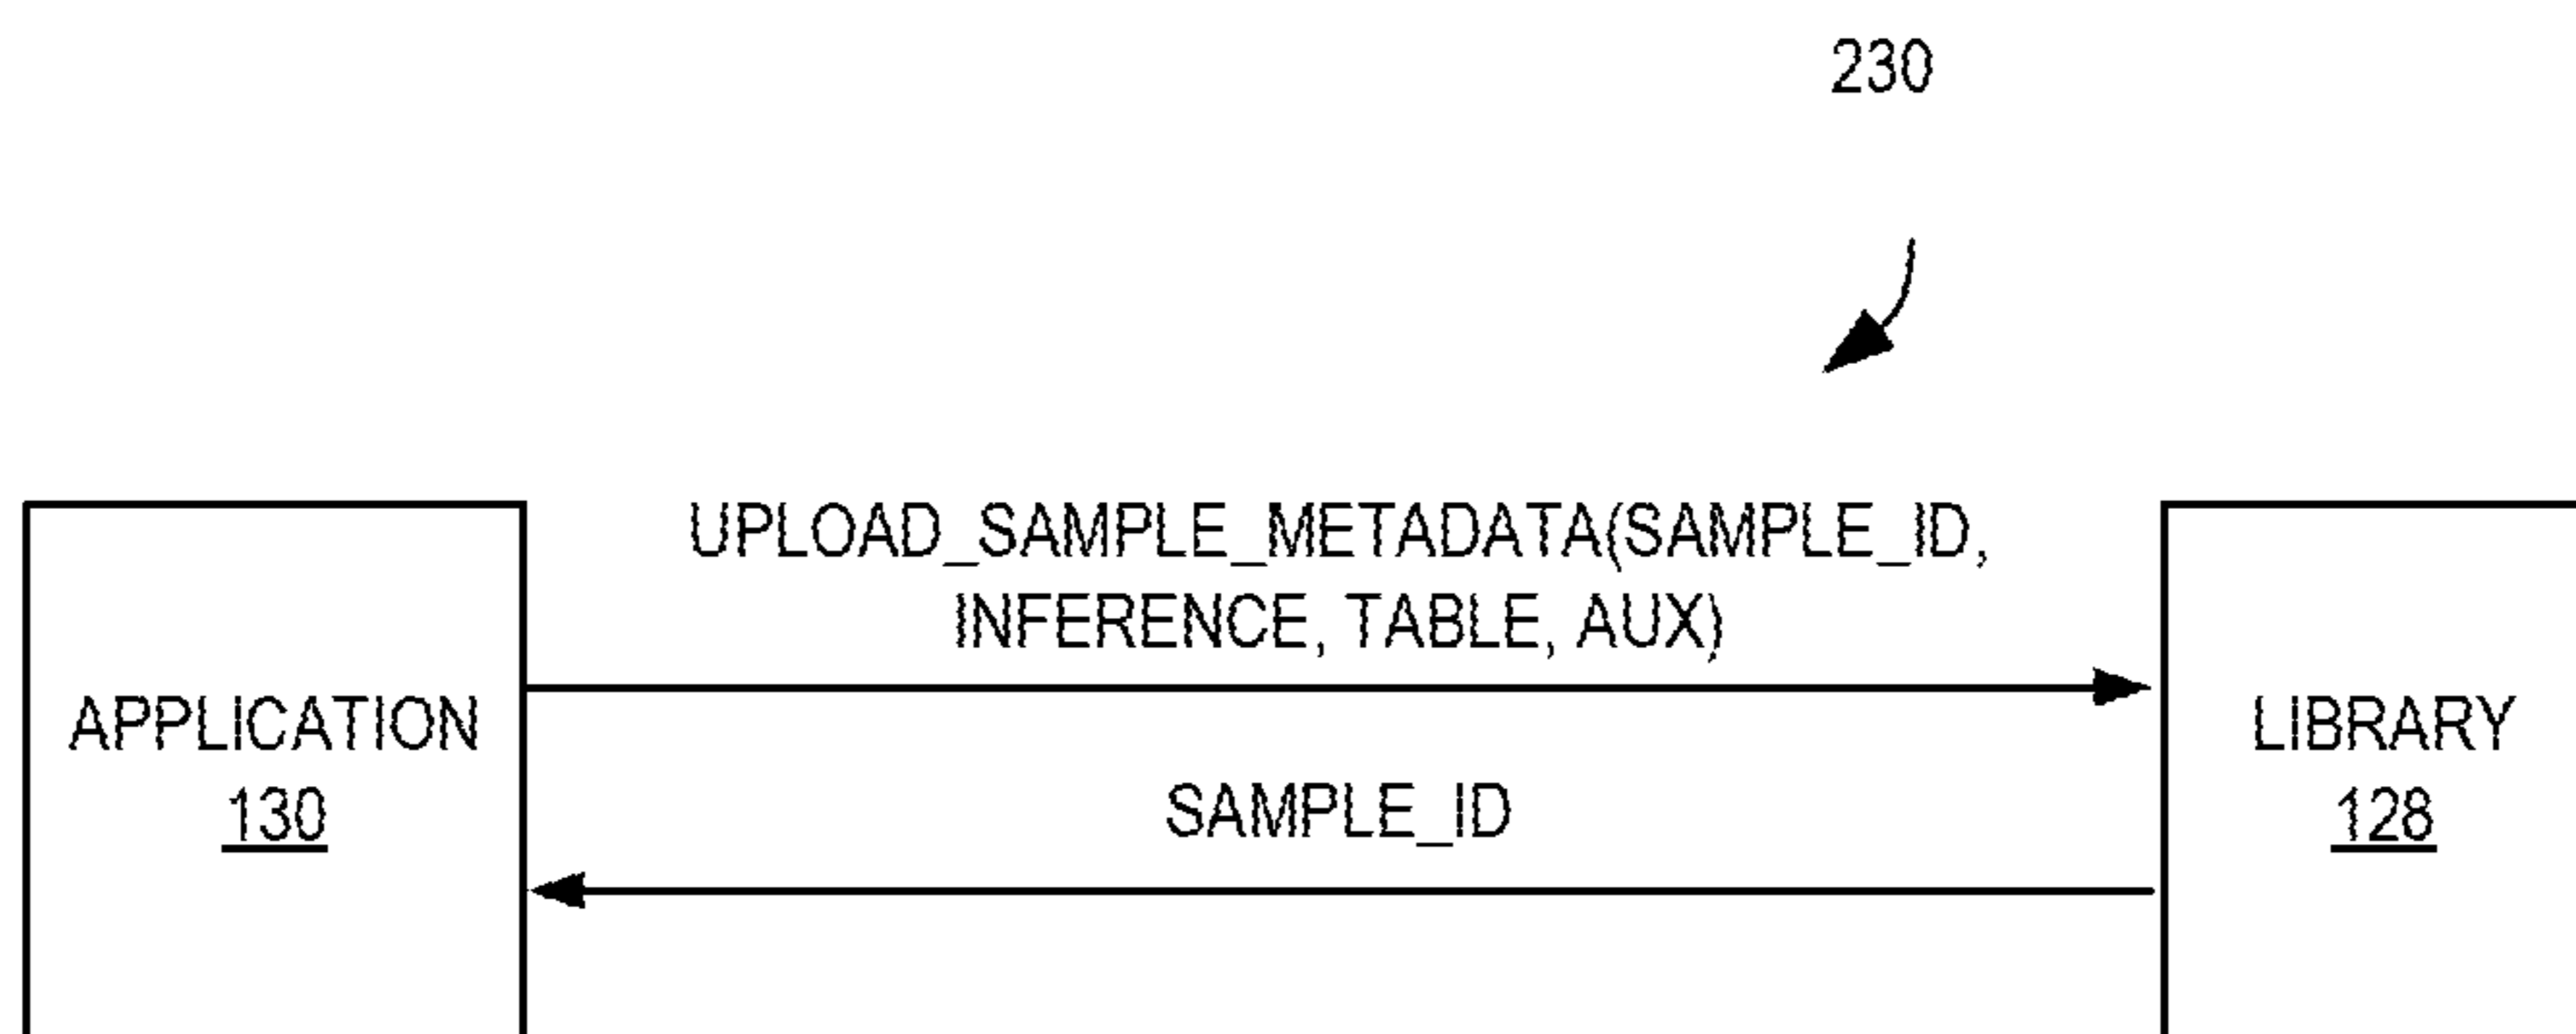 230
UPLOAD_SAMPLE_METADATA(SAMPLE_ID,
INFERENCE, TABLE, AUX)
APPLICATION
130
SAMPLE_ID
LIBRARY
128